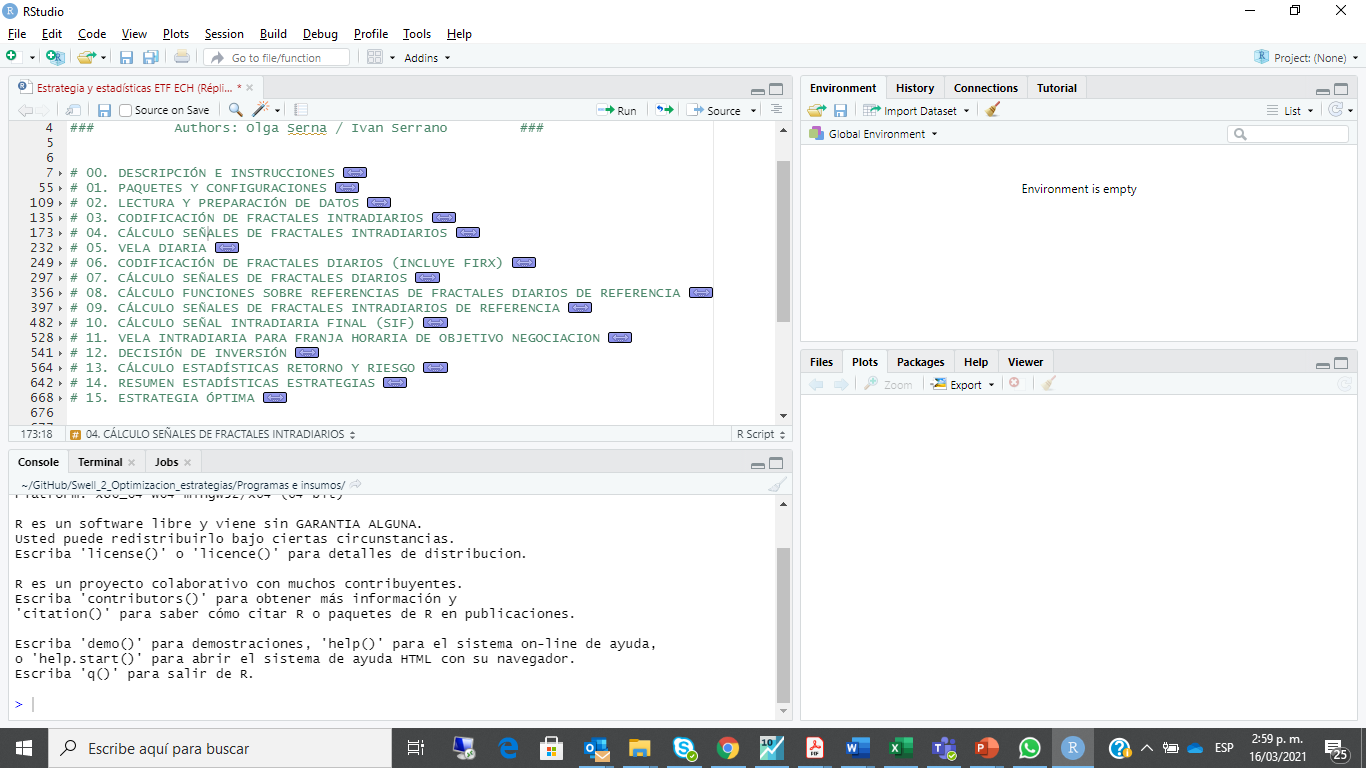 RStudio
File Edit Code View Plots Session Build Debug Profile Tools Help
Go to file/function Addins Project: (None)
Estrategia y estadísticas ETF ECH (Répli... *
Source on Save Run Source
4 ### Authors: Olga Serna / Ivan Serrano ###
5
6
7 # 00. DESCRIPCIÓN E INSTRUCCIONES
55 # 01. PAQUETES Y CONFIGURACIONES
109 # 02. LECTURA Y PREPARACIÓN DE DATOS
135 # 03. CODIFICACIÓN DE FRACTALES INTRADIARIOS
173 # 04. CÁLCULO SEÑALES DE FRACTALES INTRADIARIOS
232 # 05. VELA DIARIA
249 # 06. CODIFICACIÓN DE FRACTALES DIARIOS (INCLUYE FIRX)
297 # 07. CÁLCULO SEÑALES DE FRACTALES DIARIOS
356 # 08. CÁLCULO FUNCIONES SOBRE REFERENCIAS DE FRACTALES DIARIOS DE REFERENCIA
397 # 09. CÁLCULO SEÑALES DE FRACTALES INTRADIARIOS DE REFERENCIA
482 # 10. CÁLCULO SEÑAL INTRADIARIA FINAL (SIF)
528 # 11. VELA INTRADIARIA PARA FRANJA HORARIA DE OBJETIVO NEGOCIACION
541 # 12. DECISIÓN DE INVERSIÓN
564 # 13. CÁLCULO ESTADÍSTICAS RETORNO Y RIESGO
642 # 14. RESUMEN ESTADÍSTICAS ESTRATEGIAS
668 # 15. ESTRATEGIA ÓPTIMA
676
677
173:18 # 04. CÁLCULO SEÑALES DE FRACTALES INTRADIARIOS R Script
Console Terminal Jobs
~/GitHub/Swell_2_Optimizacion_estrategias/Programas e insumos/
Platform: x86_64-w64-mingw32/x64 (64-bit)
R es un software libre y viene sin GARANTIA ALGUNA.
Usted puede redistribuirlo bajo ciertas circunstancias.
Escriba 'license()' o 'licence()' para detalles de distribucion.
R es un proyecto colaborativo con muchos contribuyentes.
Escriba 'contributors()' para obtener más información y
'citation()' para saber cómo citar R o paquetes de R en publicaciones.
Escriba 'demo()' para demostraciones, 'help()' para el sistema on-line de ayuda,
o 'help.start()' para abrir el sistema de ayuda HTML con su navegador.
Escriba 'q()' para salir de R.
>
Environment History Connections Tutorial
Import Dataset List
Global Environment
Environment is empty
Files Plots Packages Help Viewer
Zoom Export
Escribe aquí para buscar
ESP
2:59 p. m.
16/03/2021
25